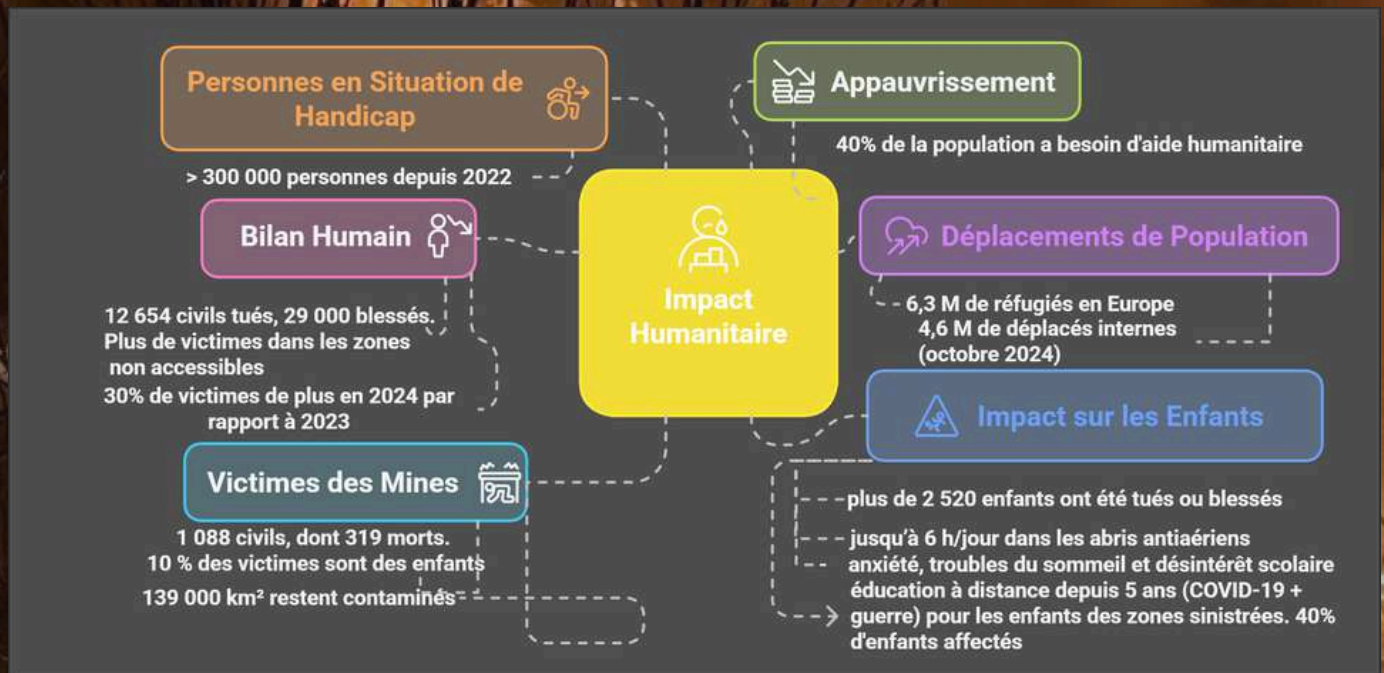 Personnes en Situation de
Handicap
> 300 000 personnes depuis 2022
Bilan Humain
12 654 civils tués, 29 000 blessés.
Plus de victimes dans les zones
non accessibles
30% de victimes de plus en 2024 par
rapport à 2023
Victimes des Mines
1 088 civils, dont 319 morts.
10 % des victimes sont des enfants
139 000 km² restent contaminés
Impact
Humanitaire
Appauvrissement
40% de la population a besoin d'aide humanitaire
Déplacements de Population
6,3 M de réfugiés en Europe
4,6 M de déplacés internes
(octobre 2024)
Impact sur les Enfants
plus de 2 520 enfants ont été tués ou blessés
jusqu'à 6 h/jour dans les abris antiaériens
anxiété, troubles du sommeil et désintérêt scolaire
éducation à distance depuis 5 ans (COVID-19 +
guerre) pour les enfants des zones sinistrées. 40%
d'enfants affectés